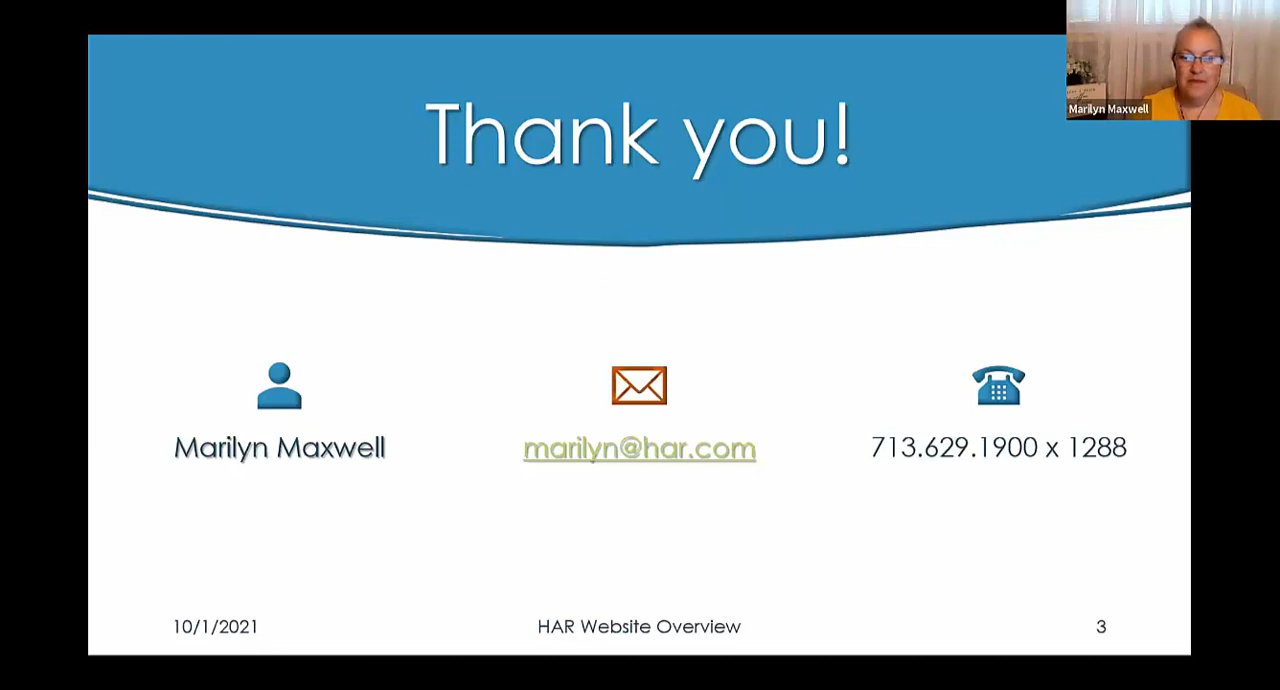 Thank you!
Marilyn Maxwell
Marilyn Maxwell
marilyn@har.com
713.629.1900 x 1288
10/1/2021
HAR Website Overview
3